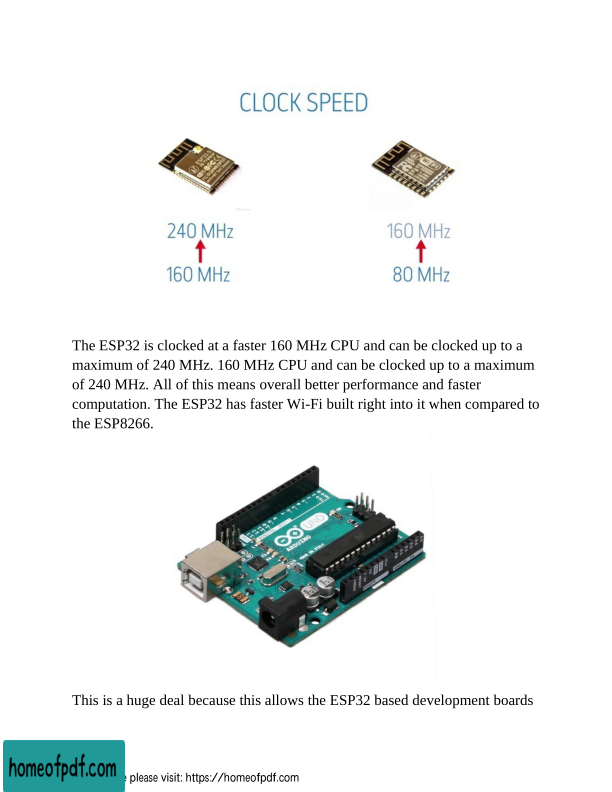 CLOCK SPEED
240 MHz
160 MHz
160 MHz
80 MHz
The ESP32 is clocked at a faster 160 MHz CPU and can be clocked up to a
maximum of 240 MHz. 160 MHz CPU and can be clocked up to a maximum
of 240 MHz. All of this means overall better performance and faster
computation. The ESP32 has faster Wi-Fi built right into it when compared to
the ESP8266.
UNO
ARDUINO
This is a huge deal because this allows the ESP32 based development boards
homeofpdf.com
e please visit: https://homeofpdf.com